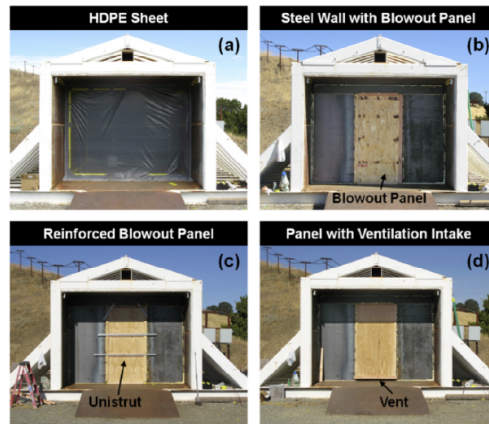 HDPE Sheet
(a)
Steel Wall with Blowout Panel
(b)
Blowout Panel
Reinforced Blowout Panel
(c)
Unistrut
Panel with Ventilation Intake
(d)
Vent